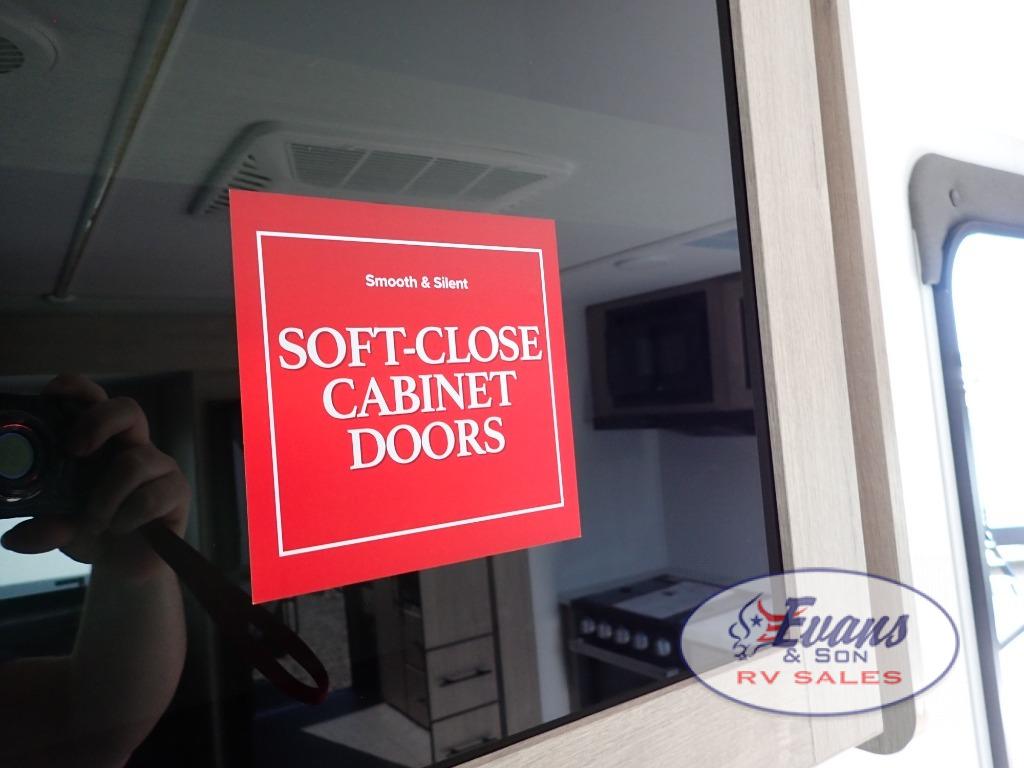 Smooth & Silent
SOFT-CLOSE
CABINET
DOORS
Evans
& SON
RV SALES